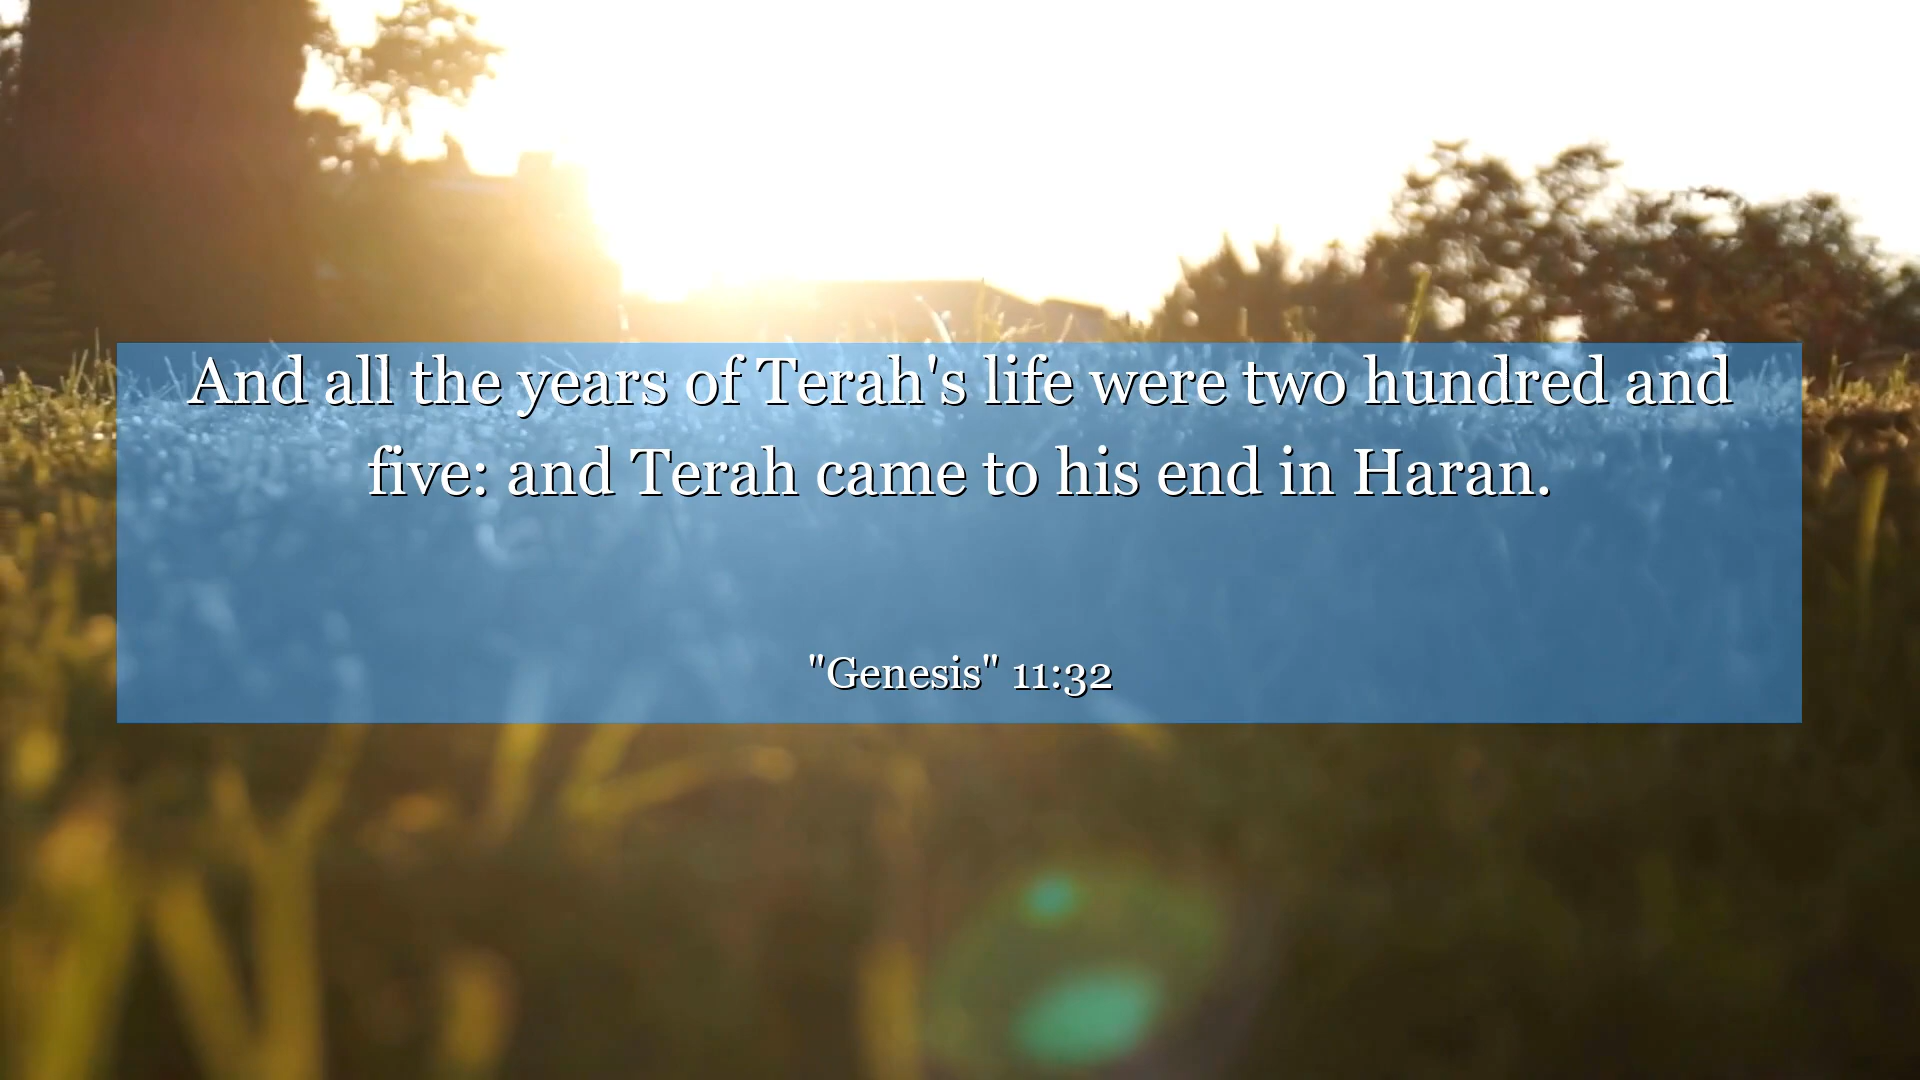 And all the years of Terah's life were two hundred and
five: and Terah came to his end in Haran.
"Genesis" 11:32